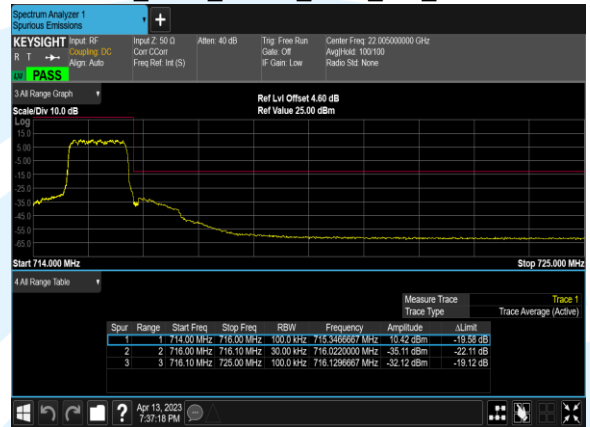 Spectrum Analyzer 1
Spurious Emissions
+
KEYSIGHT Input: RF Input Z: 50 Ω Atten: 40 dB Trig: Free Run Center Freq: 22.005000000 GHz
R T Coupling: DC Corr CCorr Gate: Off Avg|Hold: 100/100
Align: Auto Freq Ref: Int (S) IF Gain: Low Radio Std: None
PASS
3 All Range Graph
Ref Lvl Offset 4.60 dB
Scale/Div 10.0 dB Ref Value 25.00 dBm
Log
15.0
5.00
-5.00
-15.0
-25.0
-35.0
-45.0
-55.0
-65.0
Start 714.000 MHz Stop 725.000 MHz
4 All Range Table
Measure Trace Trace 1
Trace Type Trace Average (Active)
Spur Range Start Freq Stop Freq RBW Frequency Amplitude ΔLimit
1 1 714.00 MHz 716.00 MHz 100.0 kHz 715.3466667 MHz 10.42 dBm -19.58 dB
2 2 716.00 MHz 716.10 MHz 30.00 kHz 716.0220000 MHz -35.11 dBm -22.11 dB
3 3 716.10 MHz 725.00 MHz 100.0 kHz 716.1296667 MHz -32.12 dBm -19.12 dB
? Apr 13, 2023
7:37:18 PM